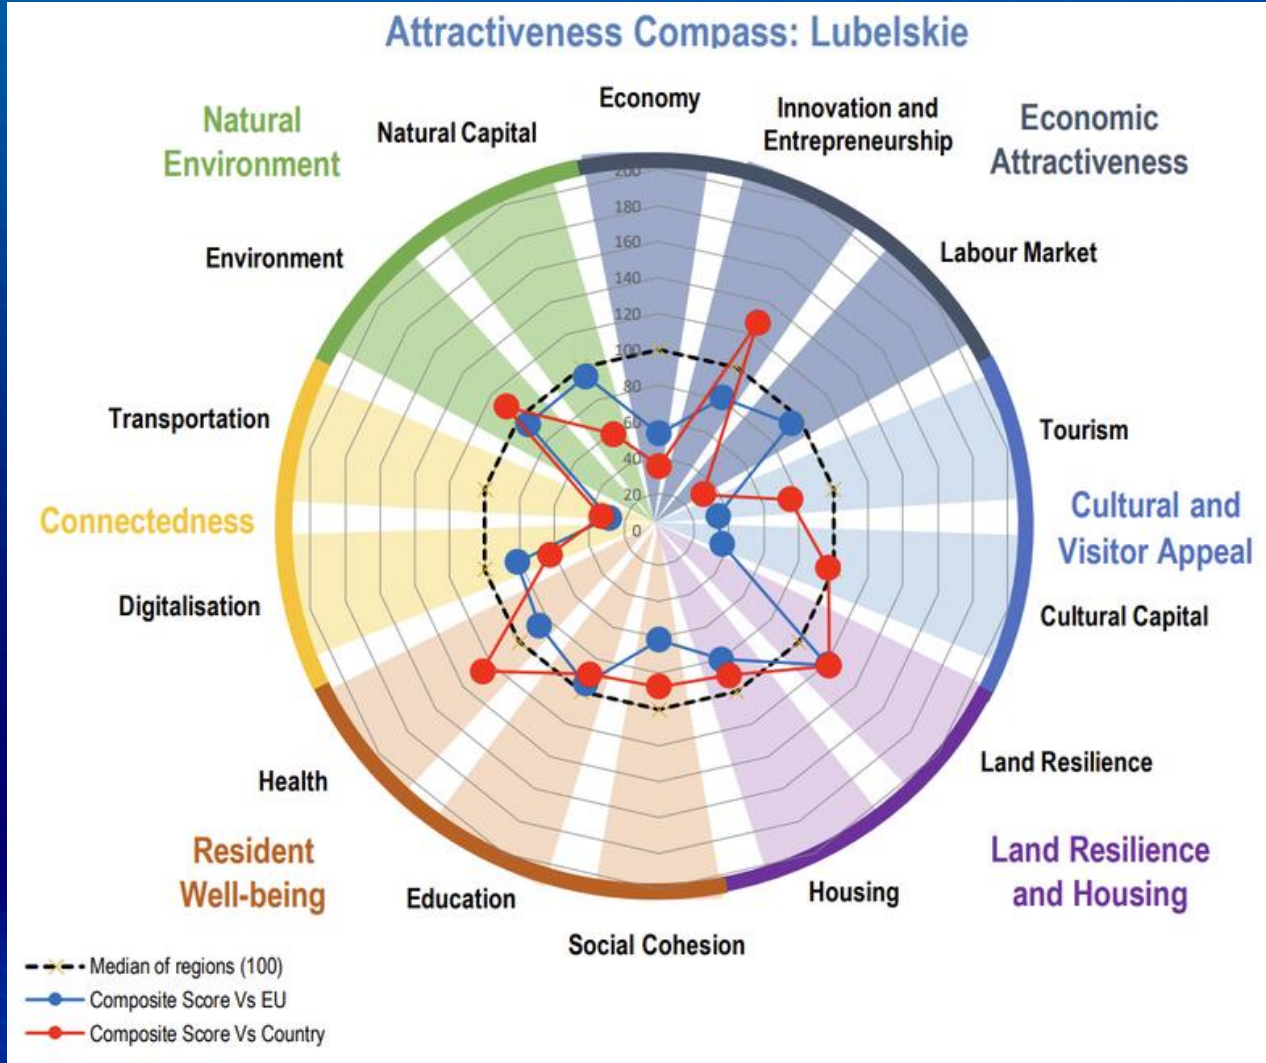 Attractiveness Compass: Lubelskie
Economy
Innovation and
Entrepreneurship
Economic
Attractiveness
Natural
Environment
Natural Capital
Environment
Labour Market
Transportation
Tourism
Connectedness
Cultural and
Visitor Appeal
Digitalisation
Cultural Capital
Health
Land Resilience
Resident
Well-being
Land Resilience
and Housing
Education
Housing
Social Cohesion
200
180
160
140
120
100
80
60
40
20
0
Median of regions (100)
Composite Score Vs EU
Composite Score Vs Country